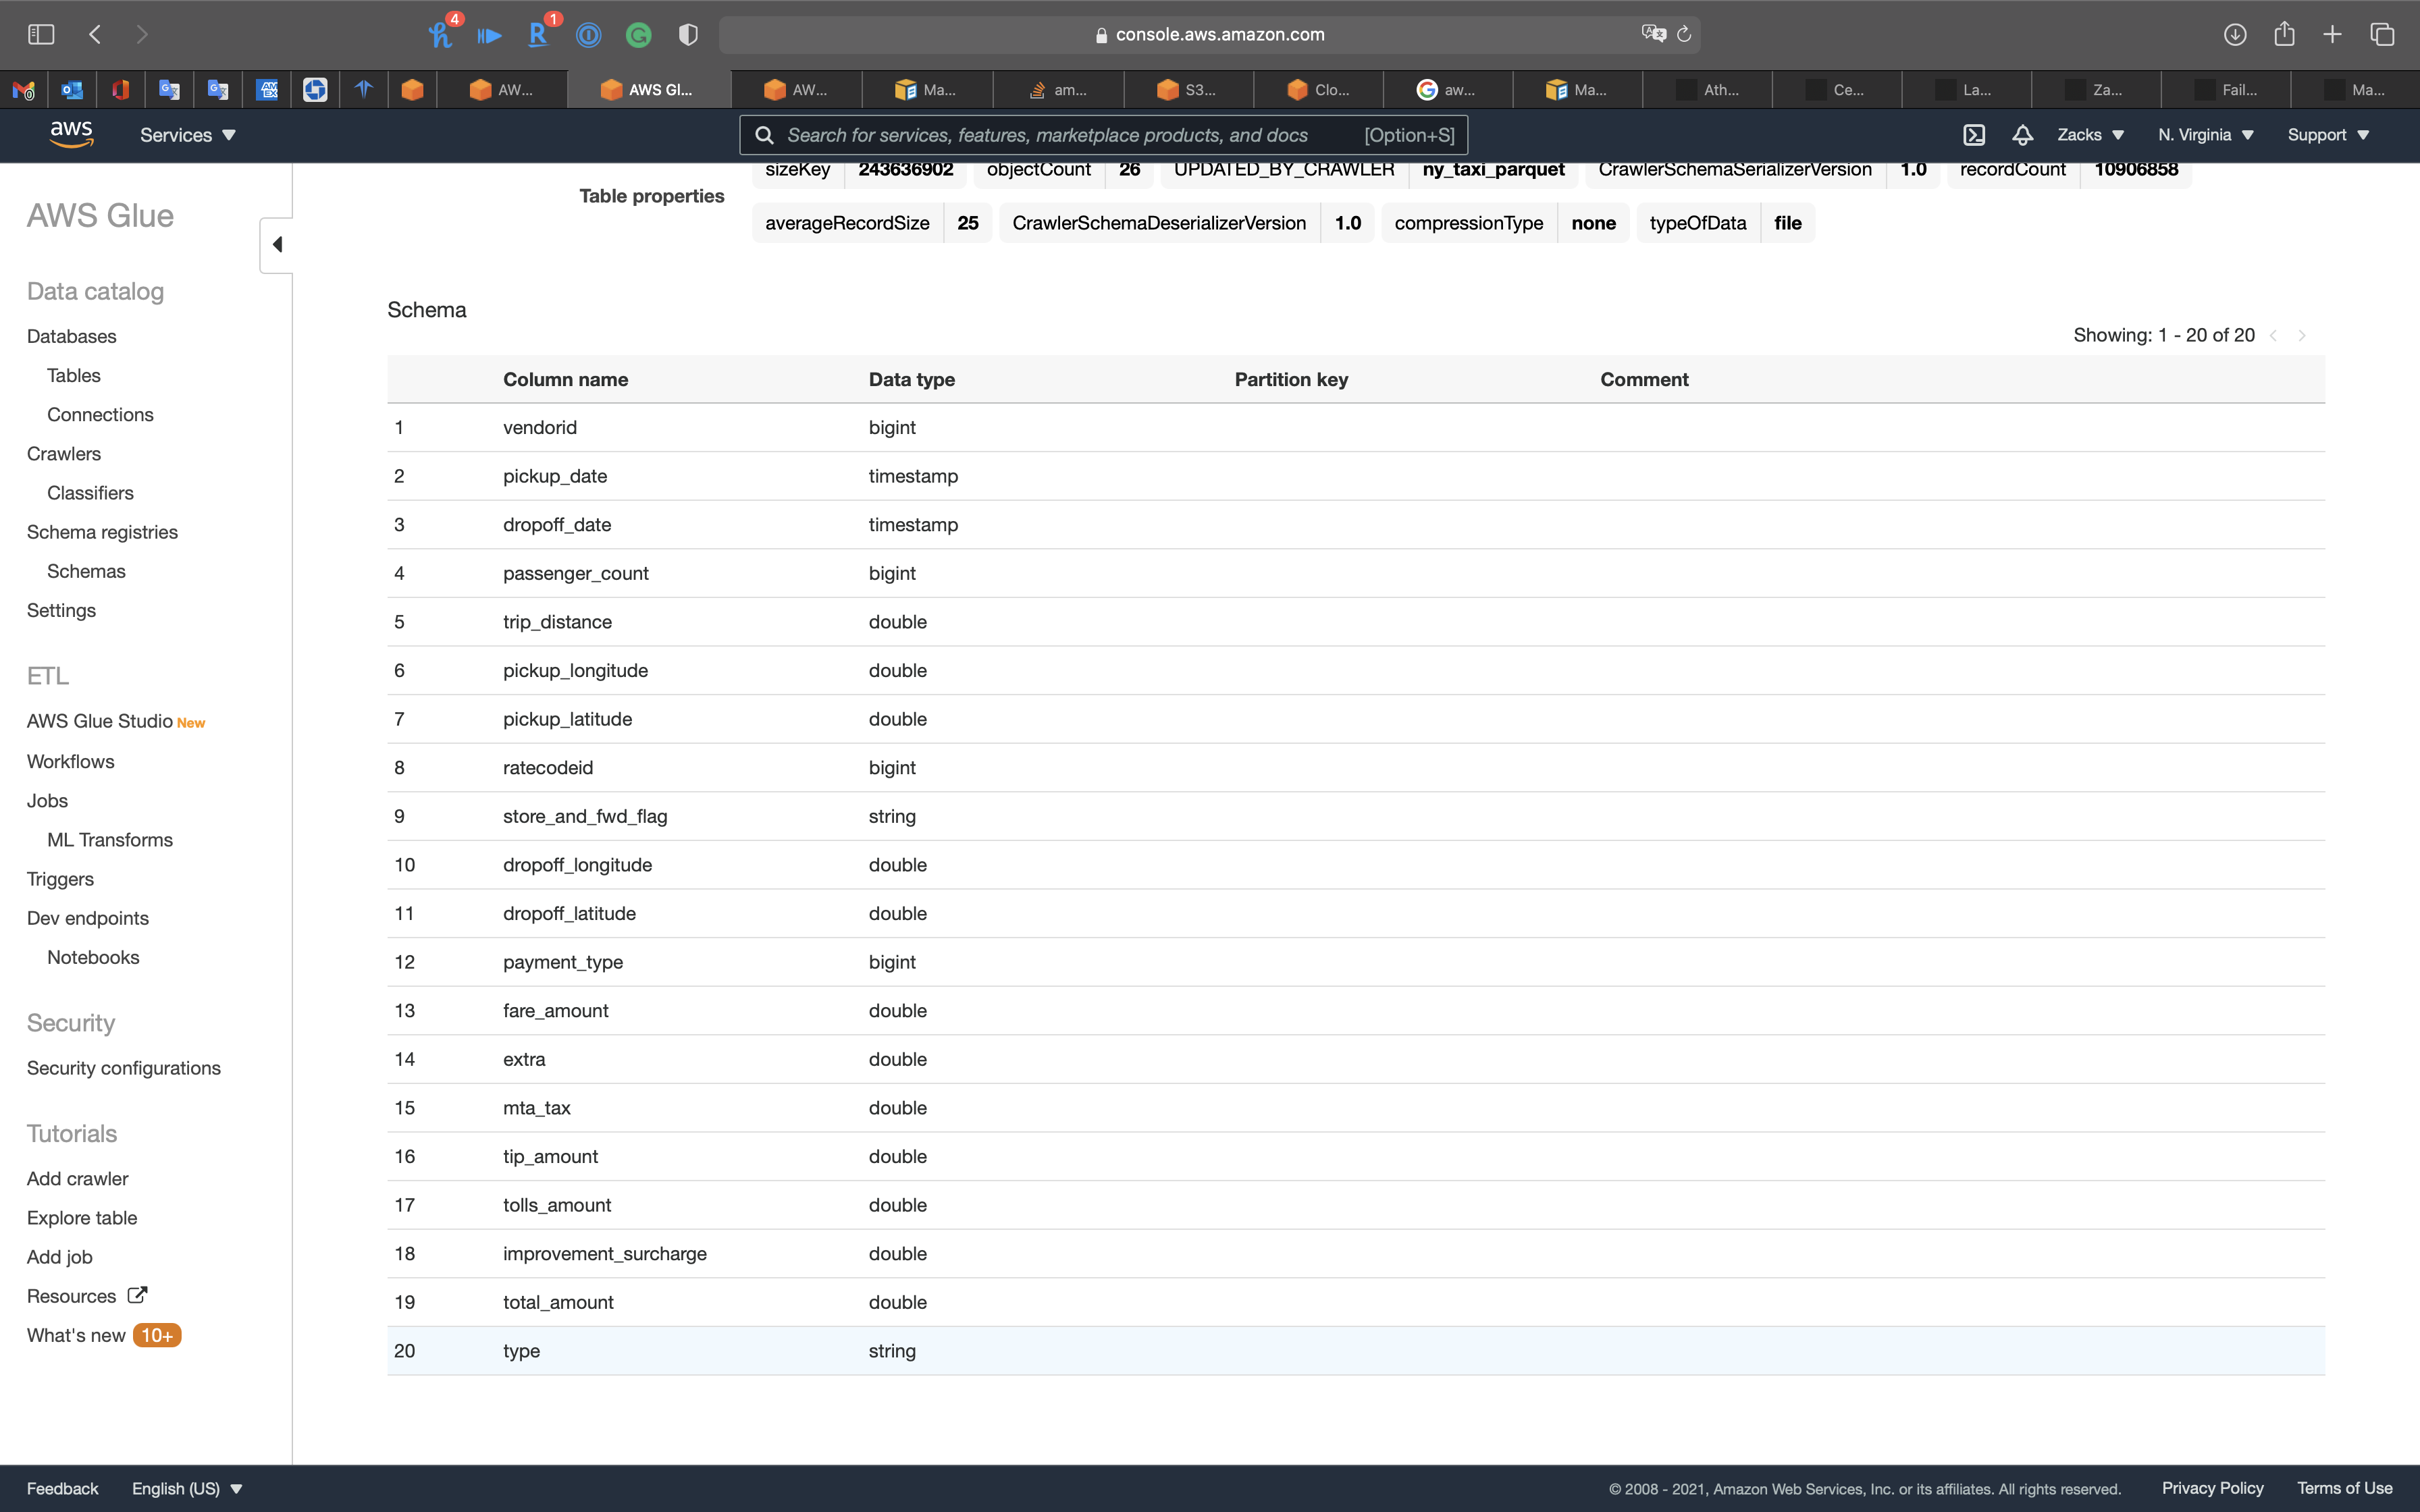 4
1
console.aws.amazon.com
0
AW...
AWS Gl...
AW...
Ma...
am...
S3...
Clo...
aw...
Ma...
Ath...
Ce...
La...
Za...
Fail...
Ma...
aws
Services
Search for services, features, marketplace products, and docs [Option+S]
Zacks
N. Virginia
Support
AWS Glue
Data catalog
Databases
Tables
Connections
Crawlers
Classifiers
Schema registries
Schemas
Settings
ETL
AWS Glue Studio New
Workflows
Jobs
ML Transforms
Triggers
Dev endpoints
Notebooks
Security
Security configurations
Tutorials
Add crawler
Explore table
Add job
Resources
What's new 10+
sizeKey 243636902 objectCount 26 UPDATED_BY_CRAWLER ny_taxi_parquet CrawlerSchemaSerializerVersion 1.0 recordCount 10906858
Table properties
averageRecordSize 25 CrawlerSchemaDeserializerVersion 1.0 compressionType none typeOfData file
Schema
Showing: 1 - 20 of 20
Column name Data type Partition key Comment
1 vendorid bigint
2 pickup_date timestamp
3 dropoff_date timestamp
4 passenger_count bigint
5 trip_distance double
6 pickup_longitude double
7 pickup_latitude double
8 ratecodeid bigint
9 store_and_fwd_flag string
10 dropoff_longitude double
11 dropoff_latitude double
12 payment_type bigint
13 fare_amount double
14 extra double
15 mta_tax double
16 tip_amount double
17 tolls_amount double
18 improvement_surcharge double
19 total_amount double
20 type string
Feedback
English (US)
© 2008 - 2021, Amazon Web Services, Inc. or its affiliates. All rights reserved.
Privacy Policy
Terms of Use